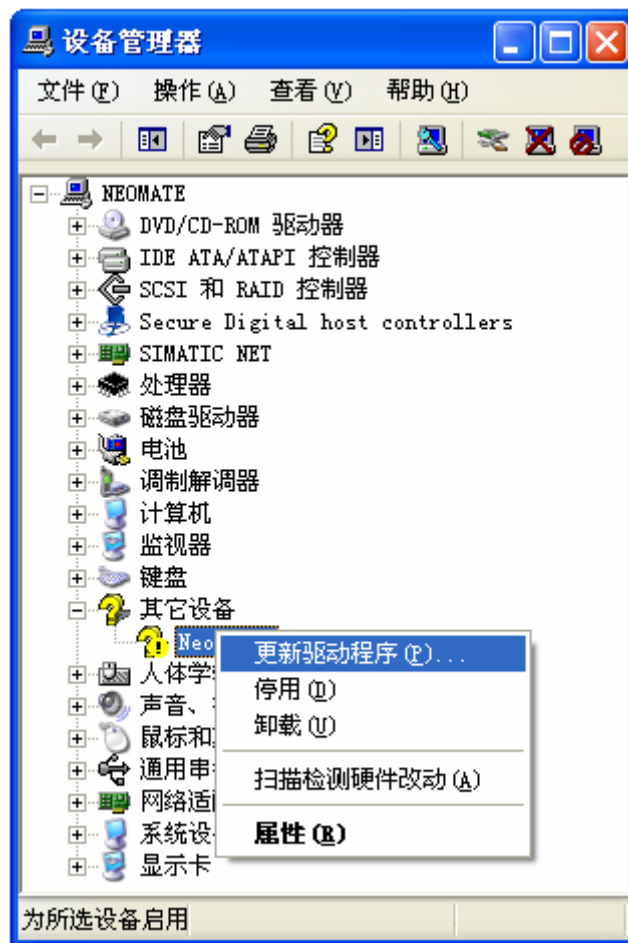 设备管理器
文件(F) 操作(A) 查看(V) 帮助(H)
NEOMATE
DVD/CD-ROM 驱动器
IDE ATA/ATAPI 控制器
SCSI 和 RAID 控制器
Secure Digital host controllers
SIMATIC NET
处理器
磁盘驱动器
电池
调制解调器
计算机
监视器
键盘
其它设备
Neo
更新驱动程序(P)...
人体学
停用(D)
声音、
卸载(U)
鼠标和
通用串
扫描检测硬件改动(A)
网络适
系统设
属性(R)
显示卡
为所选设备启用